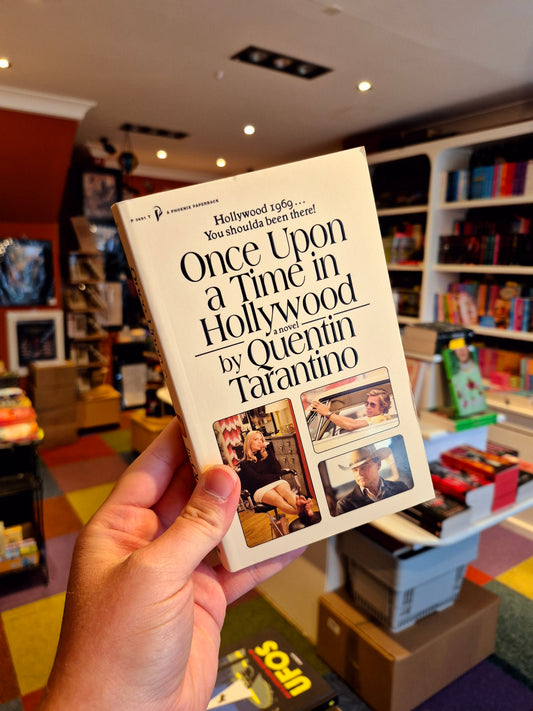 A PHOENIX PAPERBACK
Hollywood 1969...
You shoulda been there!
Once Upon
a Time in
Hollywood
a novel
by Quentin
Tarantino
UFOS